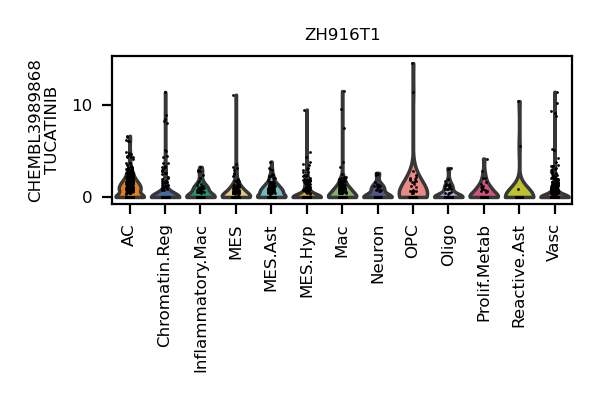 ZH916T1
CHEMBL3989868
TUCATINIB
10
0
AC
Chromatin.Reg
Inflammatory.Mac
MES
MES.Ast
MES.Hyp
Mac
Neuron
OPC
Oligo
Prolif.Metab
Reactive.Ast
Vasc